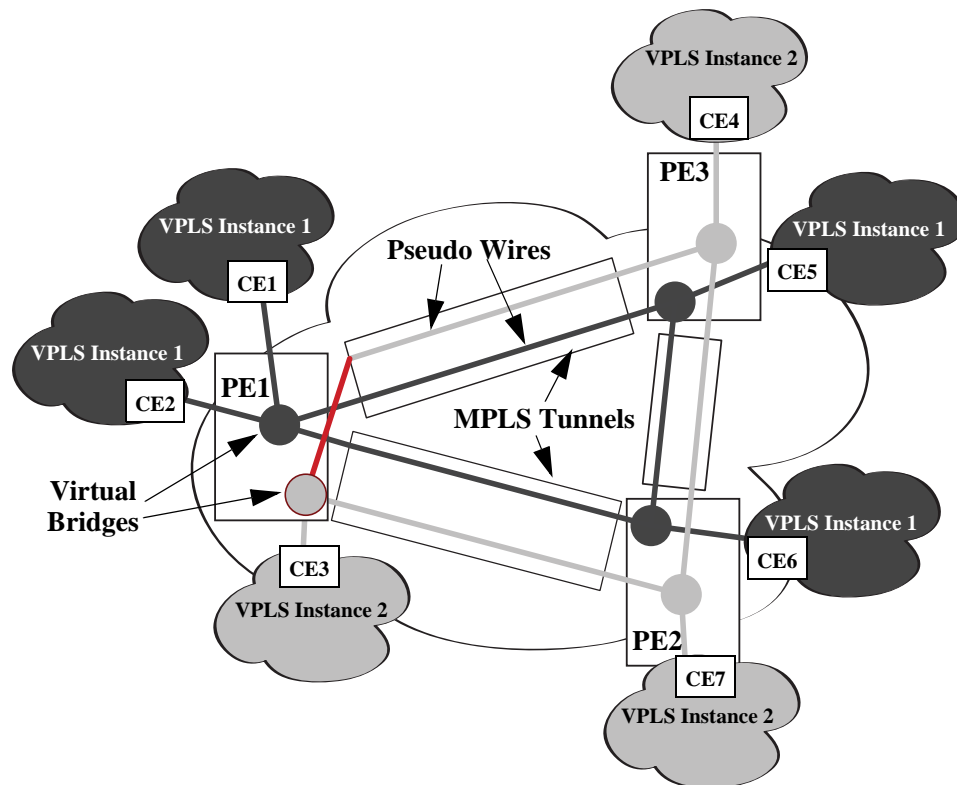 VPLS Instance 2
CE4
PE3
VPLS Instance 1
CE1
VPLS Instance 1
CE5
Pseudo Wires
VPLS Instance 1
CE2
PE1
MPLS Tunnels
Virtual
Bridges
VPLS Instance 1
CE6
CE3
VPLS Instance 2
PE2
CE7
VPLS Instance 2